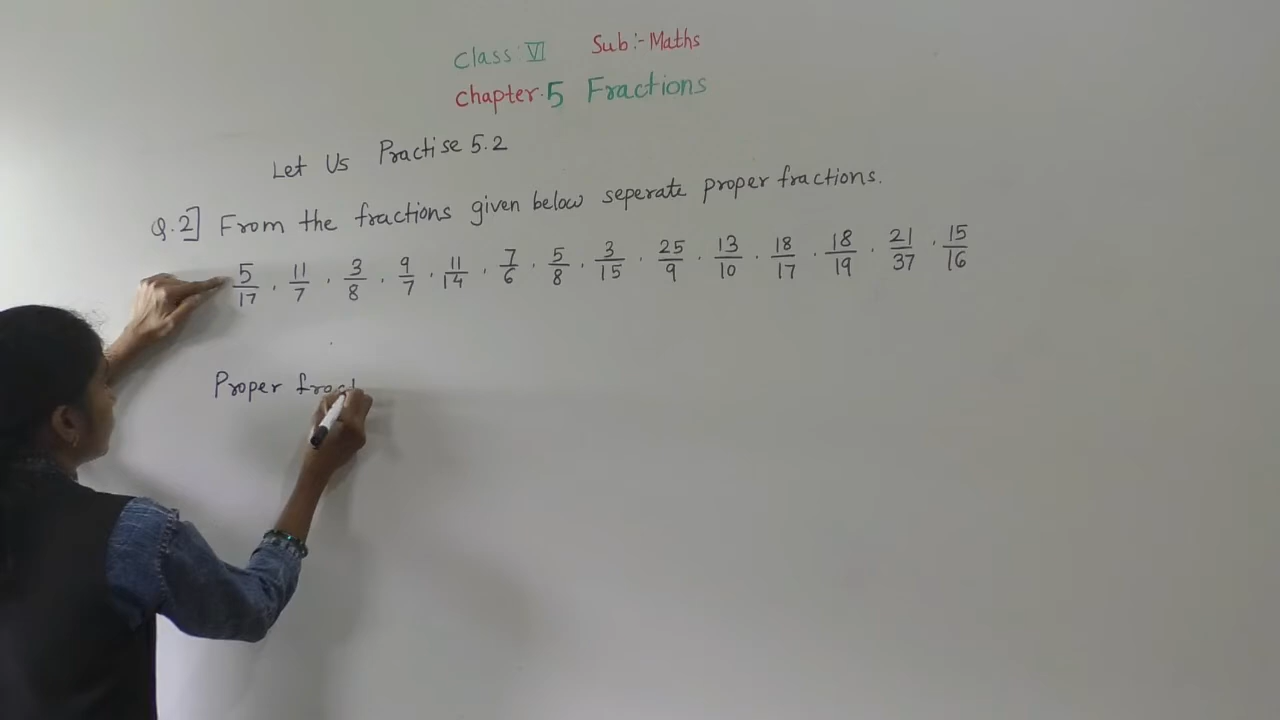 Class VI Sub:- Maths
Chapter.5 Fractions
Let Us Practise 5.2
Q.2] From the fractions given below seperate proper fractions.
5/17 , 11/7 , 3/8 , 9/7 , 11/14 , 7/6 , 5/8 , 3/15 , 25/9 , 13/10 , 18/17 , 18/19 , 21/37 , 15/16
Proper fract